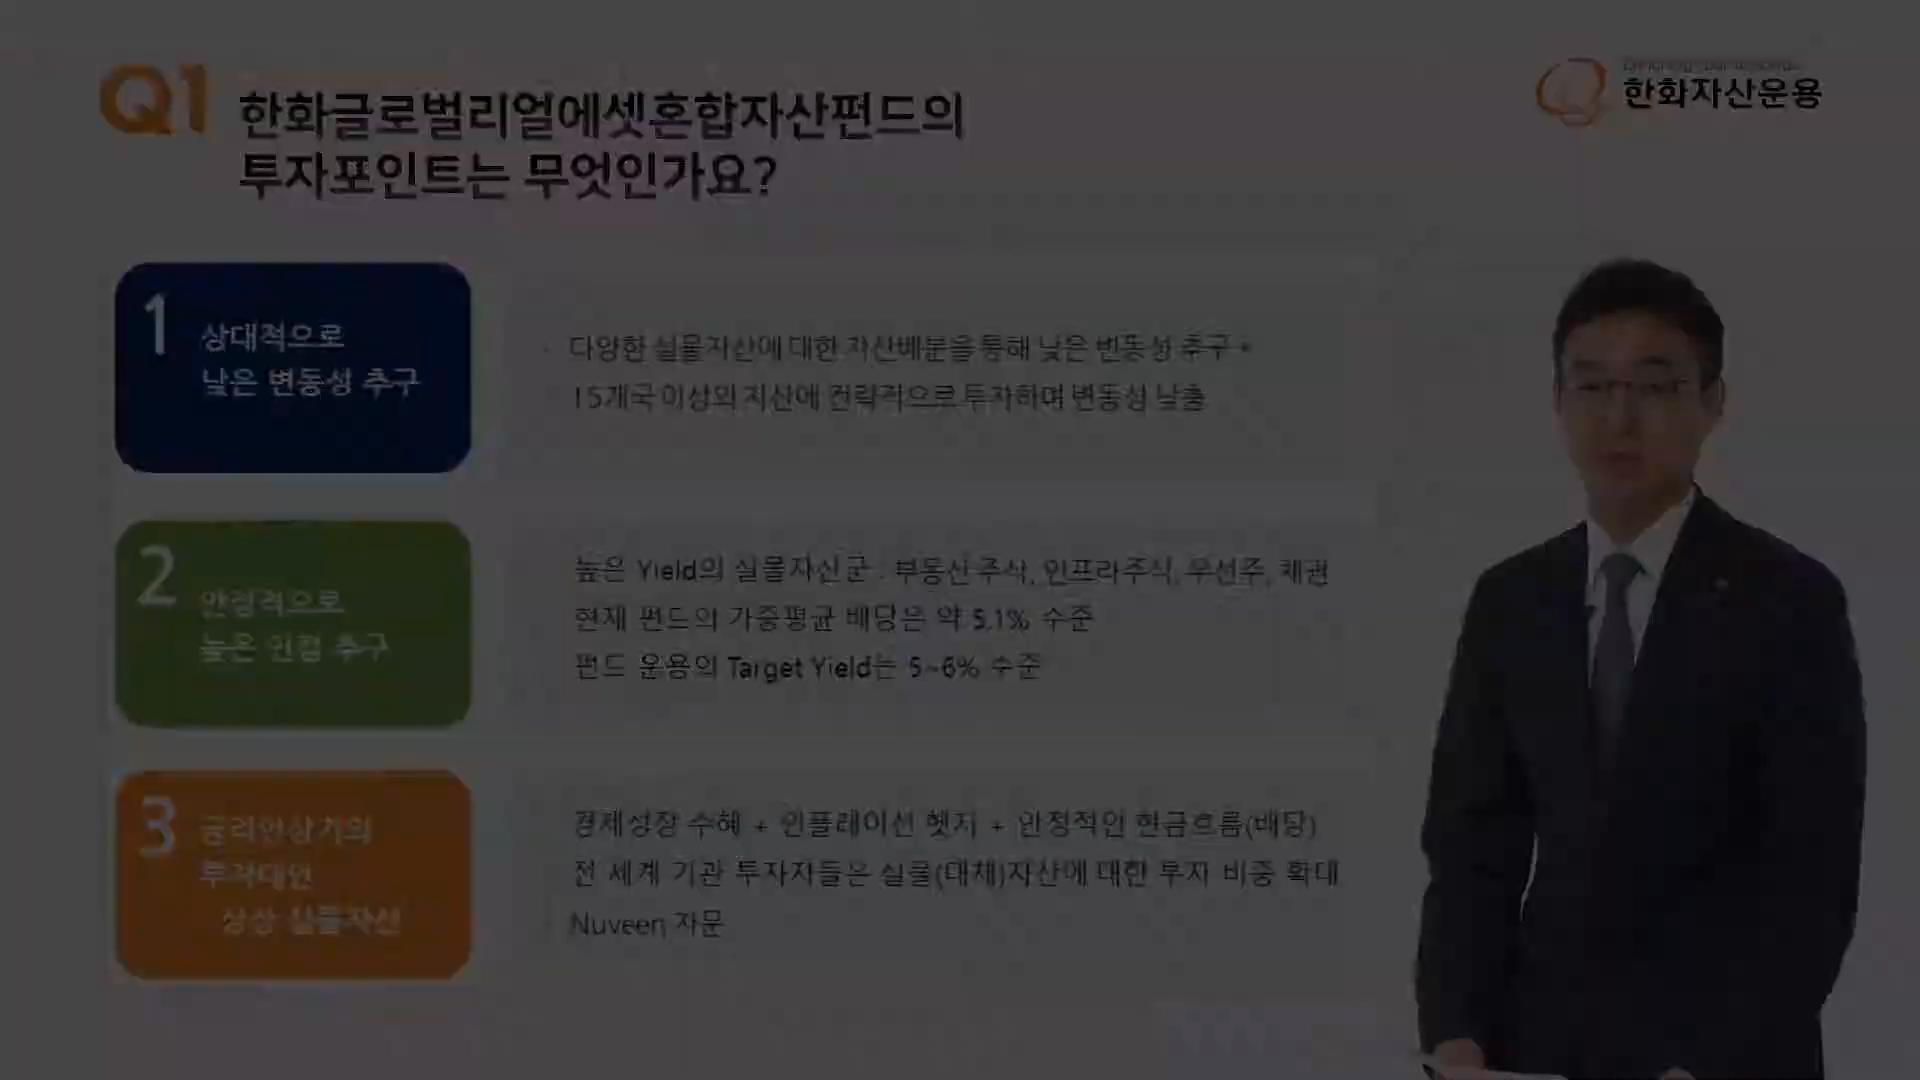 Q1
한화글로벌리얼에셋혼합자산펀드의
투자포인트는 무엇인가요?
한화자산운용
1
상대적으로
낮은 변동성 추구
다양한 실물자산에 대한 자산배분을 통해 낮은 변동성 추구
15개국 이상의 자산에 전략적으로 투자하며 변동성 낮춤
2
안정적으로
높은 인컴 추구
높은 Yield의 실물자산군 : 부동산주식, 인프라주식, 우선주, 채권
현재 펀드의 가중평균 배당은 약 5.1% 수준
펀드 운용의 Target Yield는 5~6% 수준
3
금리인상기의
투자대안
상장 실물자산
경제성장 수혜 + 인플레이션 헷지 + 안정적인 현금흐름(배당)
전 세계 기관 투자자들은 실물(대체)자산에 대한 투자 비중 확대
Nuveen 자문